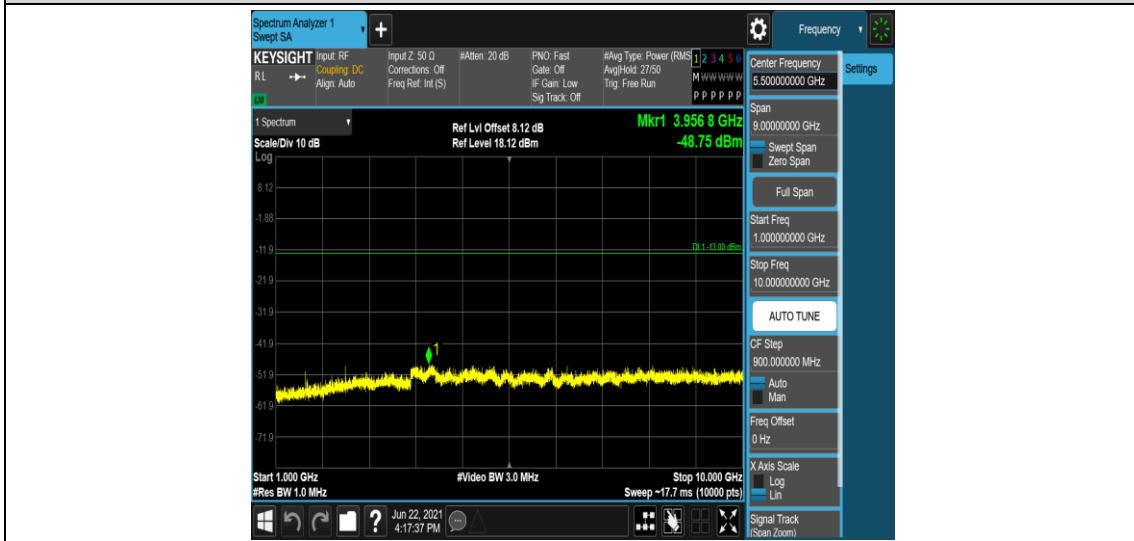 Spectrum Analyzer 1
Swept SA
+
Frequency
KEYSIGHT
RL
Input: RF
Coupling: DC
Align: Auto
Input Z: 50 Ω
Corrections: Off
Freq Ref: Int (S)
#Atten: 20 dB
PNO: Fast
Gate: Off
IF Gain: Low
Sig Track: Off
#Avg Type: Power (RMS
Avg|Hold: 27/50
Trig: Free Run
1 2 3 4 5 6
M W W W W W
P P P P P P
LXI
1 Spectrum
Scale/Div 10 dB
Log
Ref Lvl Offset 8.12 dB
Ref Level 18.12 dBm
Mkr1 3.956 8 GHz
-48.75 dBm
8.12
-1.88
-11.9
DL1 -13.00 dBm
-21.9
-31.9
-41.9
1
-51.9
-61.9
-71.9
Start 1.000 GHz
#Res BW 1.0 MHz
#Video BW 3.0 MHz
Stop 10.000 GHz
Sweep ~17.7 ms (10000 pts)
?
Jun 22, 2021
4:17:37 PM
Center Frequency
5.500000000 GHz
Settings
Span
9.00000000 GHz
Swept Span
Zero Span
Full Span
Start Freq
1.000000000 GHz
Stop Freq
10.000000000 GHz
AUTO TUNE
CF Step
900.000000 MHz
Auto
Man
Freq Offset
0 Hz
X Axis Scale
Log
Lin
Signal Track
(Span Zoom)